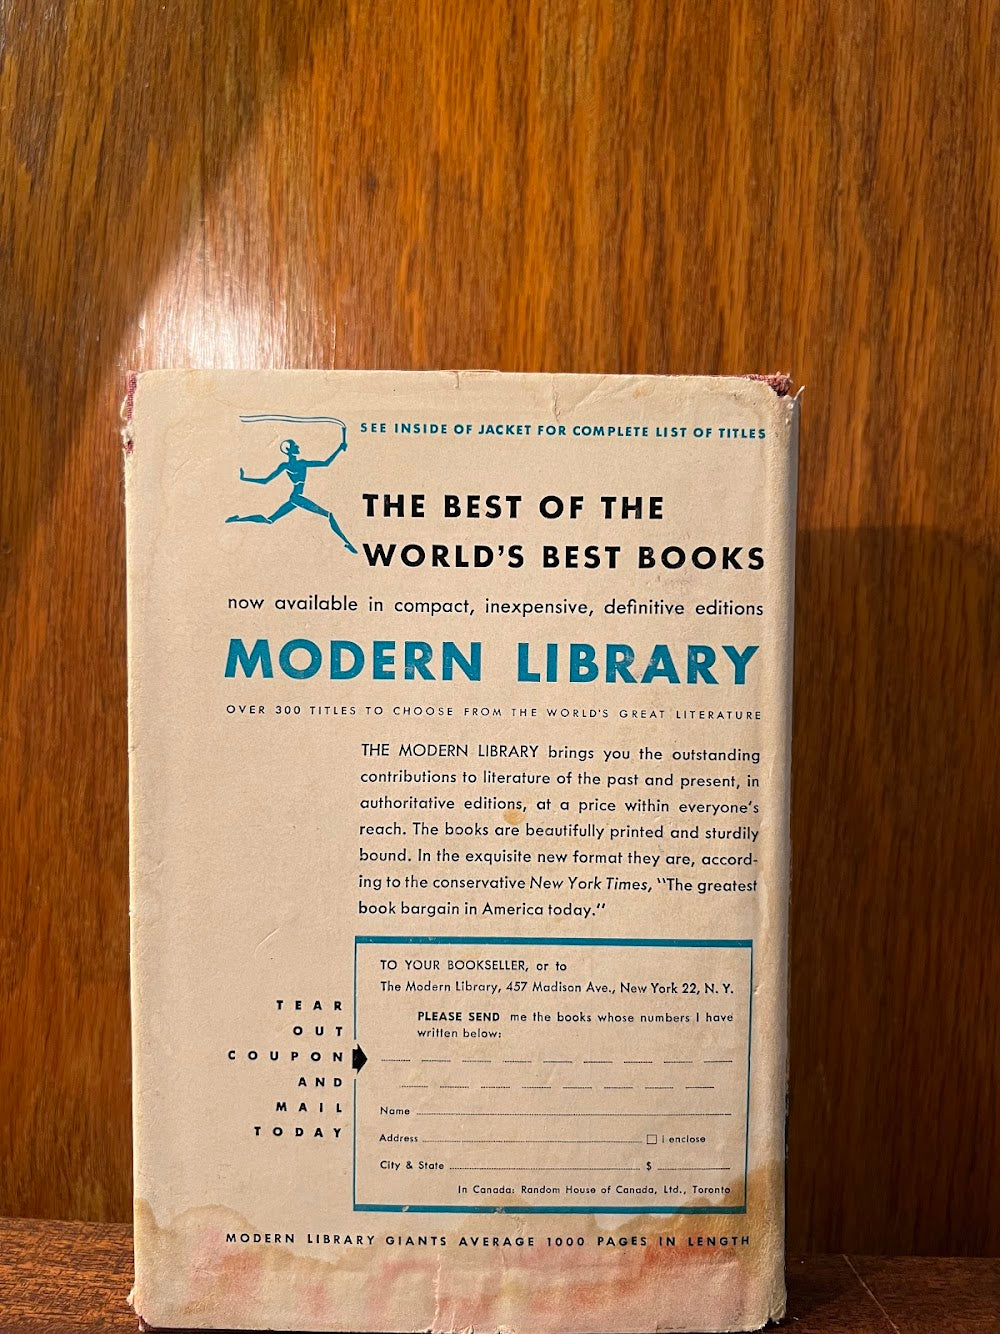 SEE INSIDE OF JACKET FOR COMPLETE LIST OF TITLES
THE BEST OF THE
WORLD'S BEST BOOKS
now available in compact, inexpensive, definitive editions
MODERN LIBRARY
OVER 300 TITLES TO CHOOSE FROM THE WORLD'S GREAT LITERATURE
THE MODERN LIBRARY brings you the outstanding
contributions to literature of the past and present, in
authoritative editions, at a price within everyone's
reach. The books are beautifully printed and sturdily
bound. In the exquisite new format they are, accord-
ing to the conservative New York Times, "The greatest
book bargain in America today."
TEAR
OUT
COUPON
AND
MAIL
TODAY
TO YOUR BOOKSELLER, or to
The Modern Library, 457 Madison Ave., New York 22, N. Y.
PLEASE SEND me the books whose numbers I have
written below:
Name
Address I enclose
City & State $
In Canada: Random House of Canada, Ltd., Toronto
MODERN LIBRARY GIANTS AVERAGE 1000 PAGES IN LENGTH